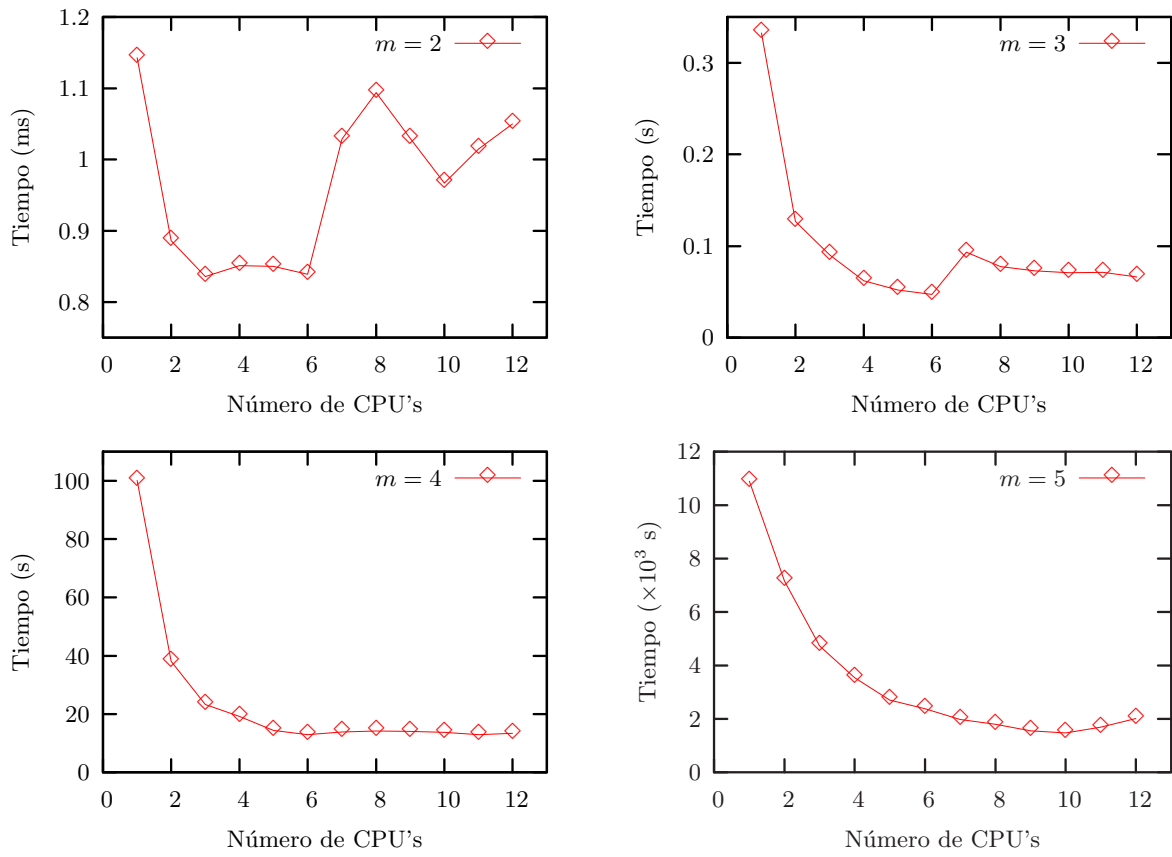 1.2
1.1
1
0.9
0.8
Tiempo (ms)
m = 2
0 2 4 6 8 10 12
Número de CPU's
0.3
0.2
0.1
0
Tiempo (s)
m = 3
0 2 4 6 8 10 12
Número de CPU's
100
80
60
40
20
0
Tiempo (s)
m = 4
0 2 4 6 8 10 12
Número de CPU's
12
10
8
6
4
2
0
Tiempo (×10³ s)
m = 5
0 2 4 6 8 10 12
Número de CPU's